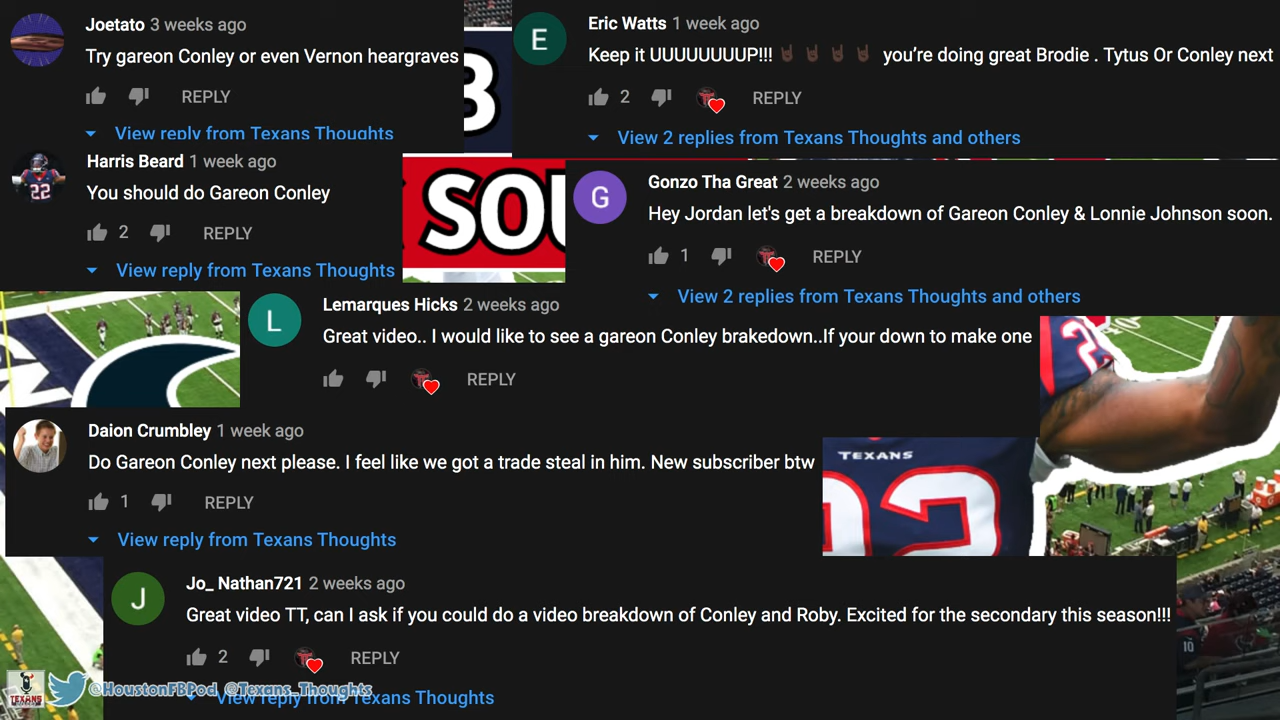 Joetato 3 weeks ago
Try gareon Conley or even Vernon heargraves
REPLY
View reply from Texans Thoughts
Eric Watts 1 week ago
Keep it UUUUUUUUP!!! 🤘🏿 🤘🏿 🤘🏿 🤘🏿 you’re doing great Brodie . Tytus Or Conley next
2 REPLY
View 2 replies from Texans Thoughts and others
B
Harris Beard 1 week ago
You should do Gareon Conley
2 REPLY
View reply from Texans Thoughts
22
SOU
G
Gonzo Tha Great 2 weeks ago
Hey Jordan let's get a breakdown of Gareon Conley & Lonnie Johnson soon.
1 REPLY
View 2 replies from Texans Thoughts and others
E
L
Lemarques Hicks 2 weeks ago
Great video.. I would like to see a gareon Conley brakedown..If your down to make one
REPLY
Daion Crumbley 1 week ago
Do Gareon Conley next please. I feel like we got a trade steal in him. New subscriber btw
1 REPLY
View reply from Texans Thoughts
TEXANS
J
Jo_ Nathan721 2 weeks ago
Great video TT, can I ask if you could do a video breakdown of Conley and Roby. Excited for the secondary this season!!!
2 REPLY
View reply from Texans Thoughts
10
TEXANS
@HoustonFBPod @Texans_Thoughts